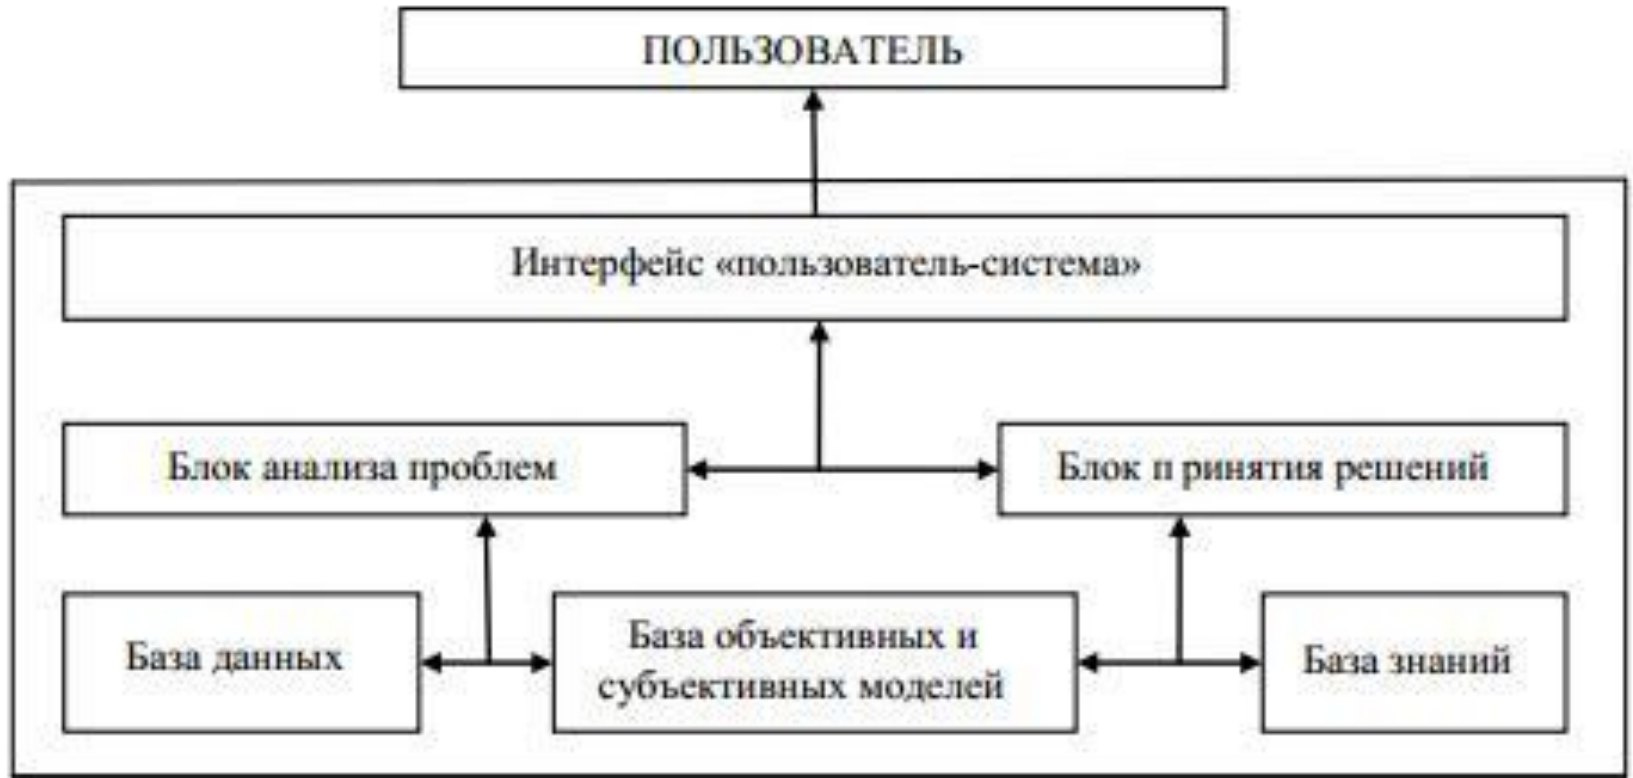 ПОЛЬЗОВАТЕЛЬ
Интерфейс «пользователь-система»
Блок анализа проблем
Блок п ринятия решений
База данных
База объективных и
субъективных моделей
База знаний